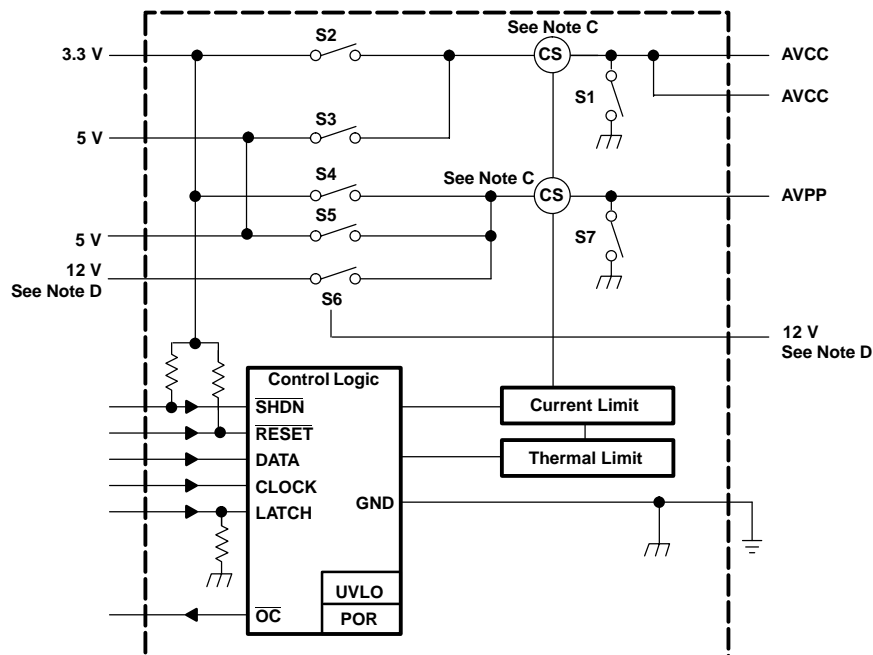 See Note C
S2
3.3 V
CS
AVCC
S1
AVCC
S3
5 V
S4
See Note C
CS
AVPP
S5
5 V
S7
12 V
See Note D
S6
12 V
See Note D
Control Logic
SHDN
Current Limit
RESET
DATA
Thermal Limit
CLOCK
LATCH
GND
UVLO
OC
POR